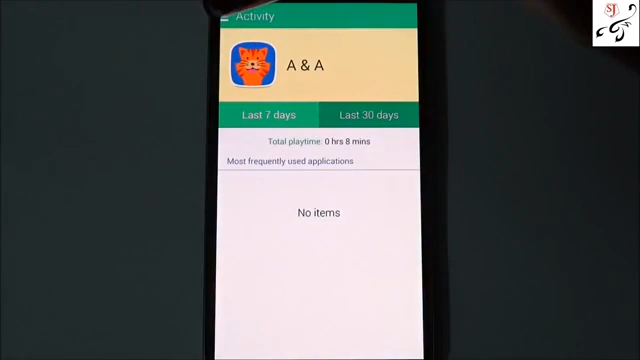 SJ
Activity
A & A
Last 7 days
Last 30 days
Total playtime: 0 hrs 8 mins
Most frequently used applications
No items